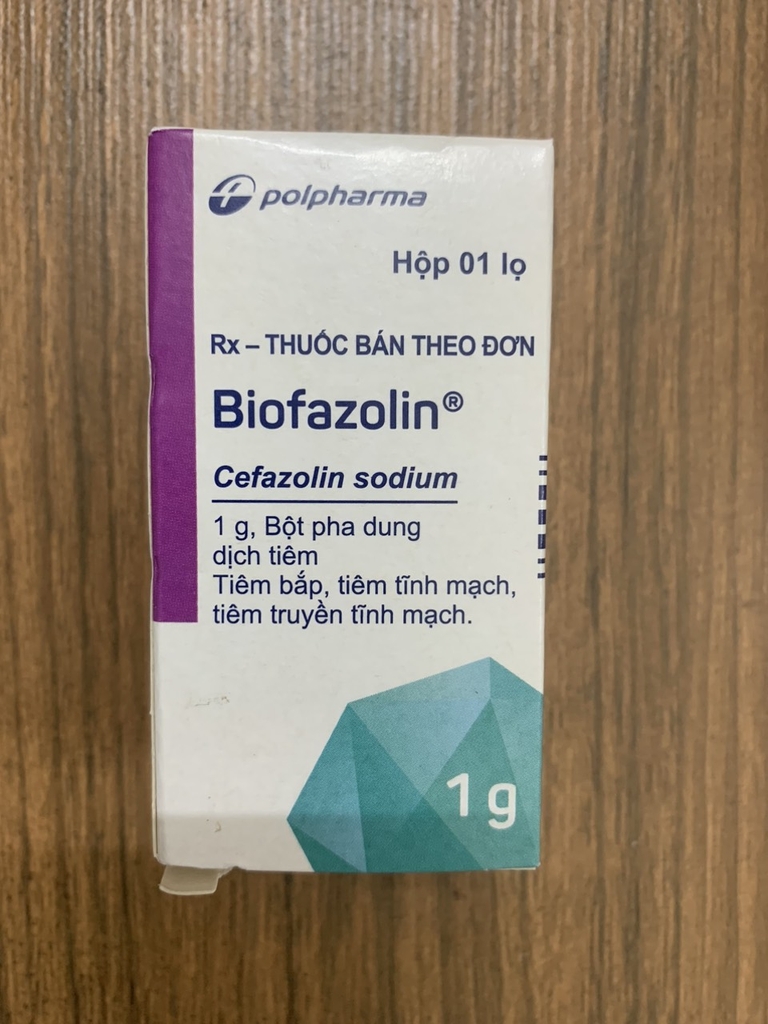 polpharma
Hộp 01 lọ
Rx – THUỐC BÁN THEO ĐƠN
Biofazolin®
Cefazolin sodium
1 g, Bột pha dung
dịch tiêm
Tiêm bắp, tiêm tĩnh mạch,
tiêm truyền tĩnh mạch.
1 g